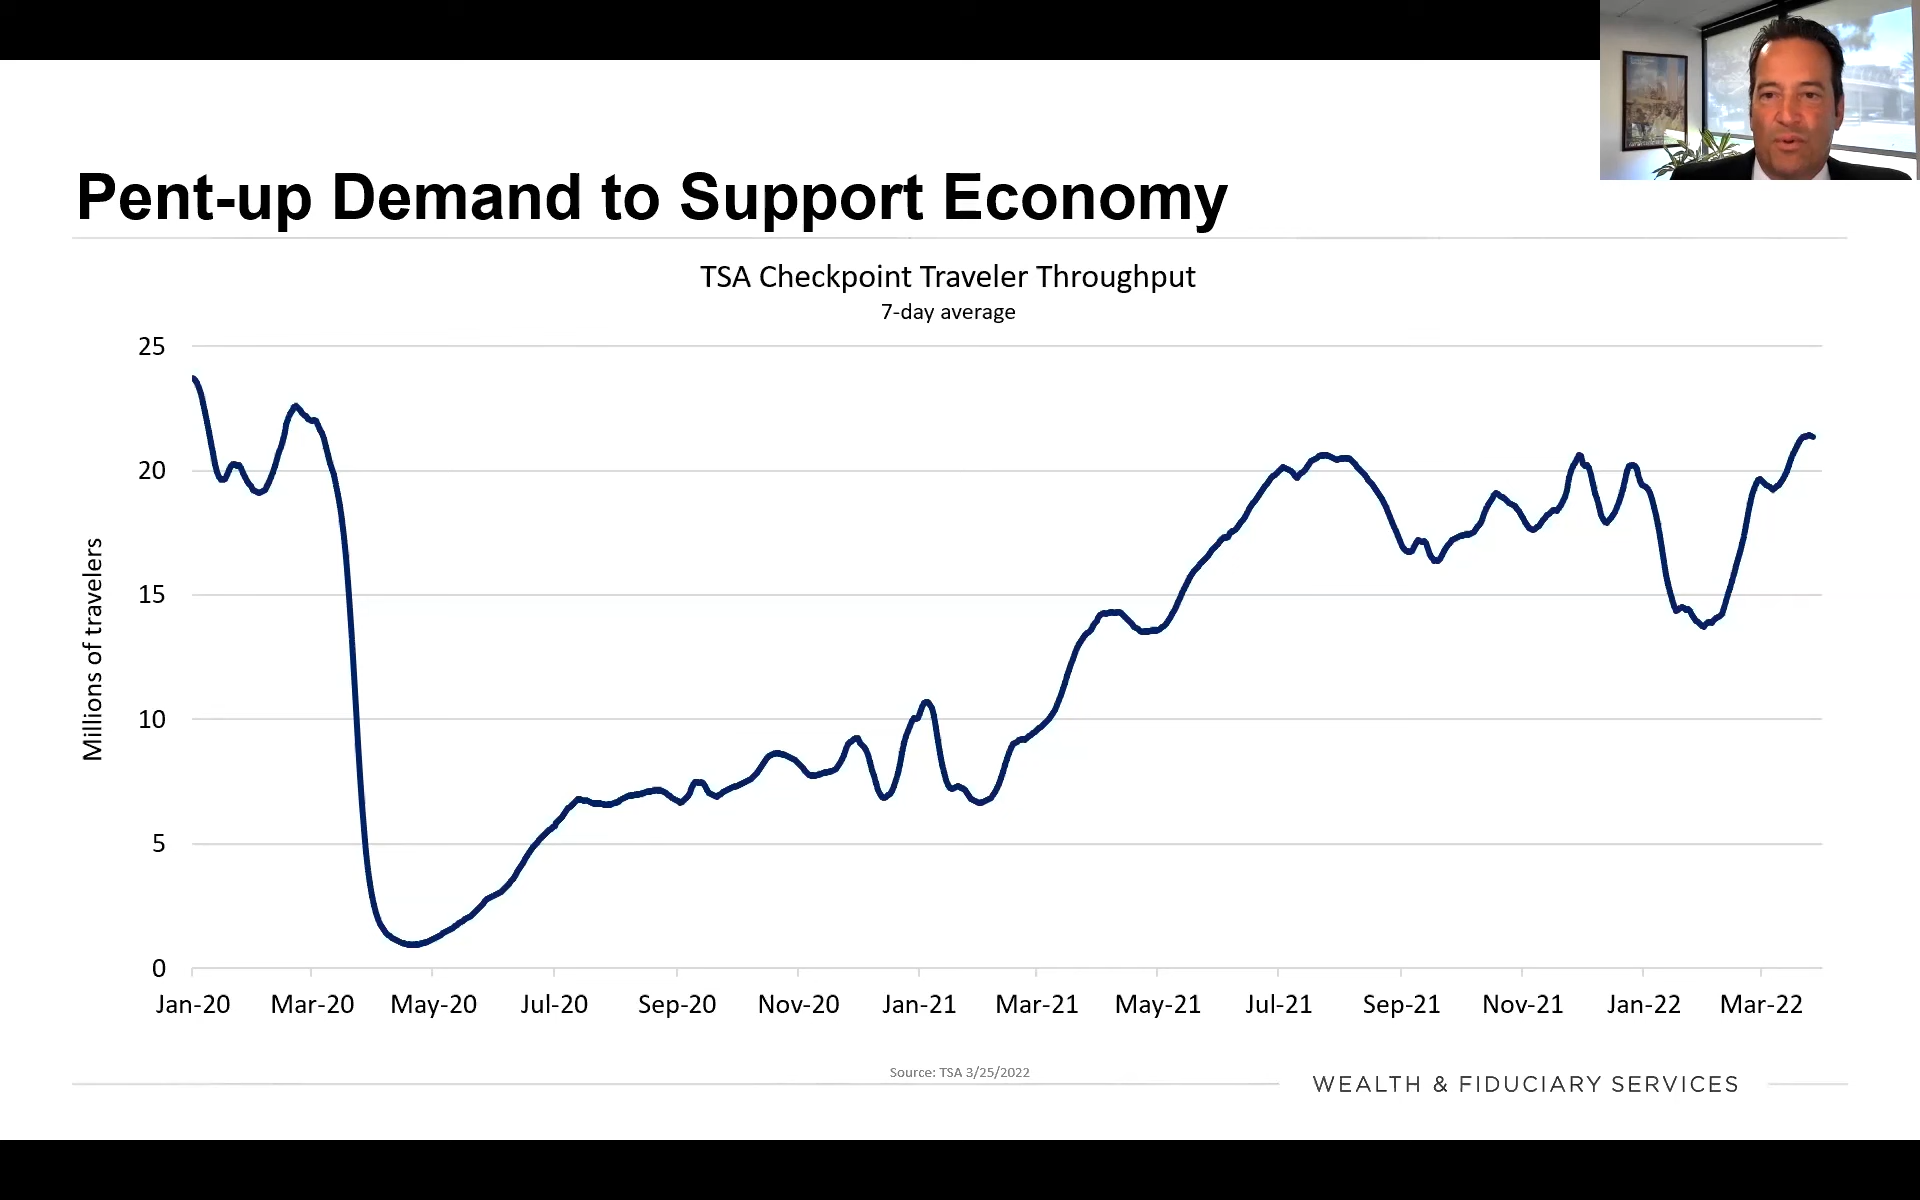 Pent-up Demand to Support Economy
TSA Checkpoint Traveler Throughput
7-day average
Millions of travelers
25
20
15
10
5
0
Jan-20 Mar-20 May-20 Jul-20 Sep-20 Nov-20 Jan-21 Mar-21 May-21 Jul-21 Sep-21 Nov-21 Jan-22 Mar-22
Source: TSA 3/25/2022
WEALTH & FIDUCIARY SERVICES